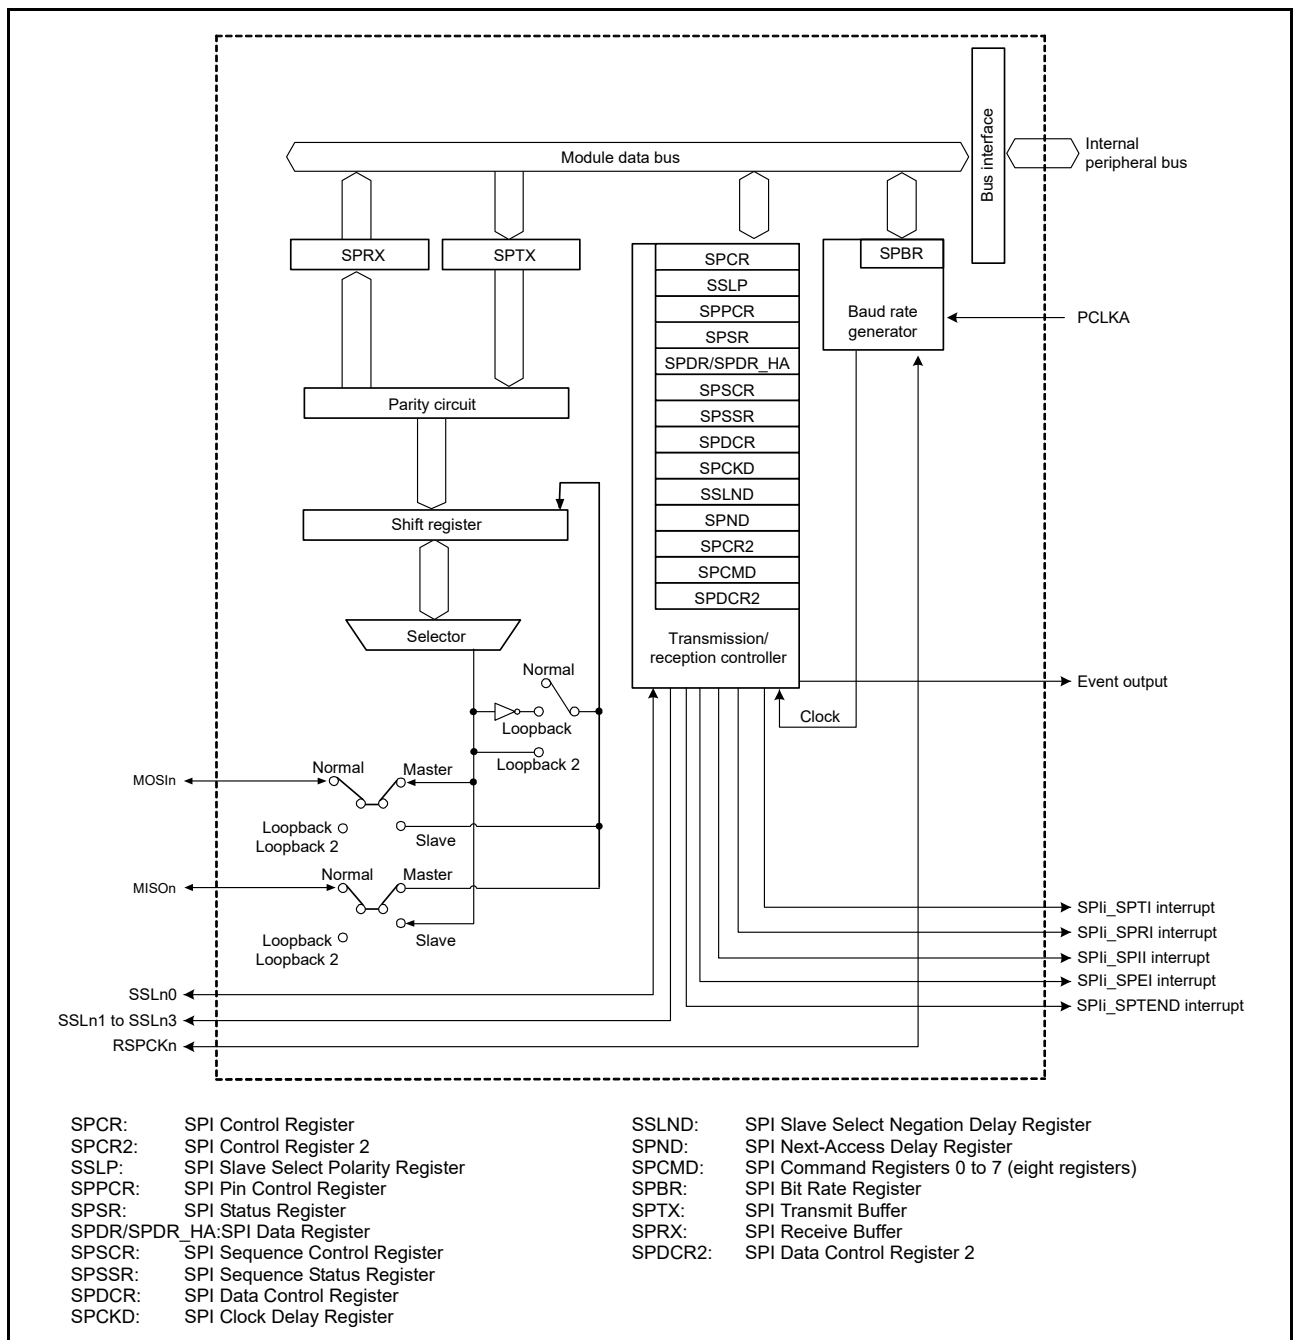 Module data bus
Bus interface
Internal
peripheral bus
SPRX
SPTX
SPBR
Baud rate
generator
PCLKA
SPCR
SSLP
SPPCR
SPSR
SPDR/SPDR_HA
SPSCR
SPSSR
SPDCR
SPCKD
SSLND
SPND
SPCR2
SPCMD
SPDCR2
Transmission/
reception controller
Parity circuit
Shift register
Selector
Normal
Loopback
Loopback 2
Clock
Event output
MOSIn
Normal
Master
Loopback
Loopback 2
Slave
MISOn
Normal
Master
Loopback
Loopback 2
Slave
SPIi_SPTI interrupt
SPIi_SPRI interrupt
SPIi_SPII interrupt
SPIi_SPEI interrupt
SPIi_SPTEND interrupt
SSLn0
SSLn1 to SSLn3
RSPCKn
SPCR: SPI Control Register
SPCR2: SPI Control Register 2
SSLP: SPI Slave Select Polarity Register
SPPCR: SPI Pin Control Register
SPSR: SPI Status Register
SPDR/SPDR_HA:SPI Data Register
SPSCR: SPI Sequence Control Register
SPSSR: SPI Sequence Status Register
SPDCR: SPI Data Control Register
SPCKD: SPI Clock Delay Register
SSLND: SPI Slave Select Negation Delay Register
SPND: SPI Next-Access Delay Register
SPCMD: SPI Command Registers 0 to 7 (eight registers)
SPBR: SPI Bit Rate Register
SPTX: SPI Transmit Buffer
SPRX: SPI Receive Buffer
SPDCR2: SPI Data Control Register 2